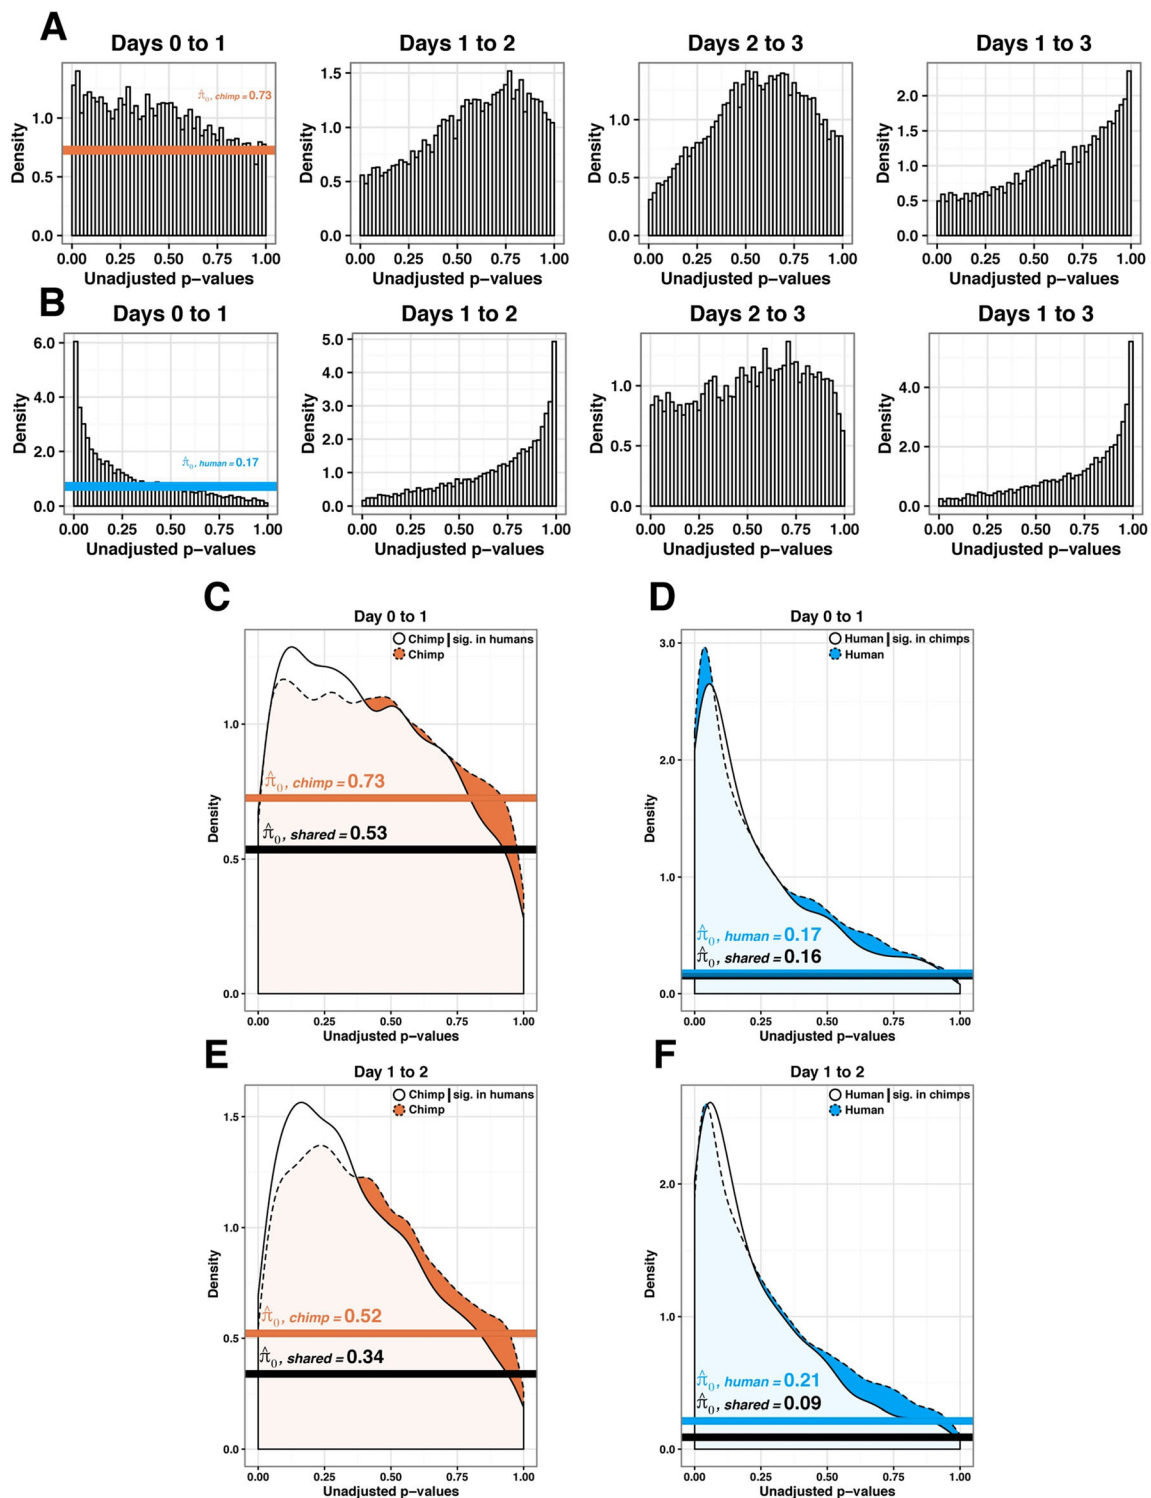 A
Days 0 to 1
Days 1 to 2
Days 2 to 3
Days 1 to 3
Density
1.0
0.5
0.0
π̂0, chimp = 0.73
0.00 0.25 0.50 0.75 1.00
Unadjusted p−values
Density
1.5
1.0
0.5
0.0
0.00 0.25 0.50 0.75 1.00
Unadjusted p−values
Density
1.0
0.5
0.0
0.00 0.25 0.50 0.75 1.00
Unadjusted p−values
Density
2.0
1.5
1.0
0.5
0.0
0.00 0.25 0.50 0.75 1.00
Unadjusted p−values
B
Days 0 to 1
Days 1 to 2
Days 2 to 3
Days 1 to 3
Density
6.0
4.0
2.0
0.0
π̂0, human = 0.17
0.00 0.25 0.50 0.75 1.00
Unadjusted p−values
Density
5.0
4.0
3.0
2.0
1.0
0.0
0.00 0.25 0.50 0.75 1.00
Unadjusted p−values
Density
1.0
0.5
0.0
0.00 0.25 0.50 0.75 1.00
Unadjusted p−values
Density
4.0
2.0
0.0
0.00 0.25 0.50 0.75 1.00
Unadjusted p−values
C
Day 0 to 1
Chimp | sig. in humans
Chimp
Density
1.0
0.5
0.0
π̂0, chimp = 0.73
π̂0, shared = 0.53
0.00 0.25 0.50 0.75 1.00
Unadjusted p−values
D
Day 0 to 1
Human | sig. in chimps
Human
Density
3.0
2.0
1.0
0.0
π̂0, human = 0.17
π̂0, shared = 0.16
0.00 0.25 0.50 0.75 1.00
Unadjusted p−values
E
Day 1 to 2
Chimp | sig. in humans
Chimp
Density
1.5
1.0
0.5
0.0
π̂0, chimp = 0.52
π̂0, shared = 0.34
0.00 0.25 0.50 0.75 1.00
Unadjusted p−values
F
Day 1 to 2
Human | sig. in chimps
Human
Density
2.0
1.0
0.0
π̂0, human = 0.21
π̂0, shared = 0.09
0.00 0.25 0.50 0.75 1.00
Unadjusted p−values